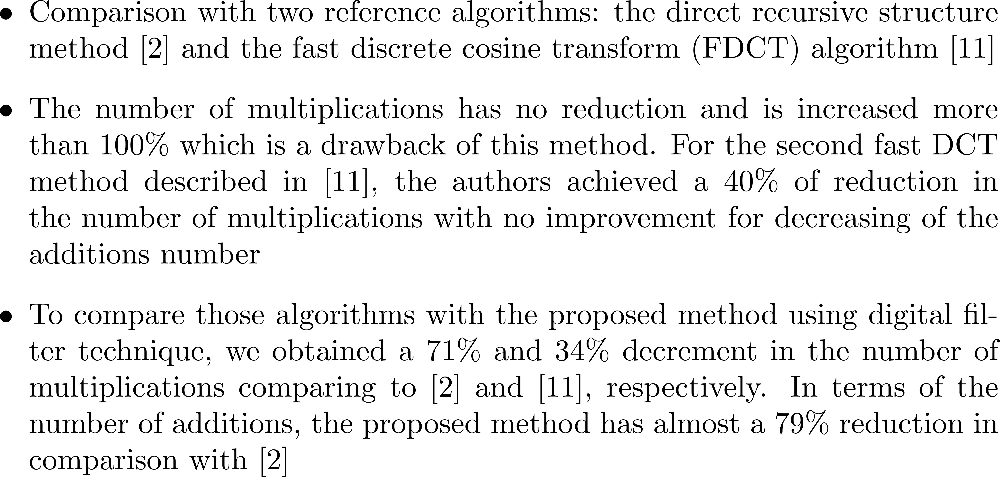 • Comparison with two reference algorithms: the direct recursive structure
method [2] and the fast discrete cosine transform (FDCT) algorithm [11]
• The number of multiplications has no reduction and is increased more
than 100% which is a drawback of this method. For the second fast DCT
method described in [11], the authors achieved a 40% of reduction in
the number of multiplications with no improvement for decreasing of the
additions number
• To compare those algorithms with the proposed method using digital fil-
ter technique, we obtained a 71% and 34% decrement in the number of
multiplications comparing to [2] and [11], respectively. In terms of the
number of additions, the proposed method has almost a 79% reduction in
comparison with [2]